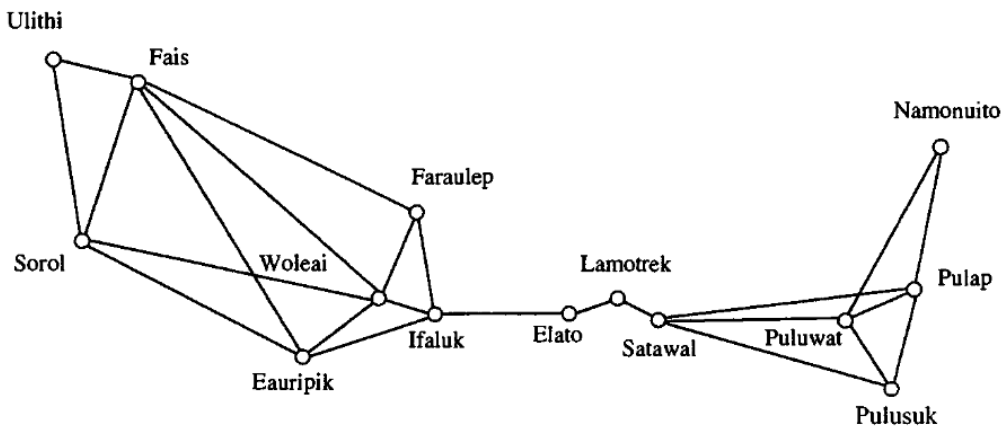 Ulithi
Fais
Namonuito
Faraulep
Sorol
Woleai
Lamotrek
Pulap
Ifaluk
Elato
Satawal
Puluwat
Eauripik
Pulusuk